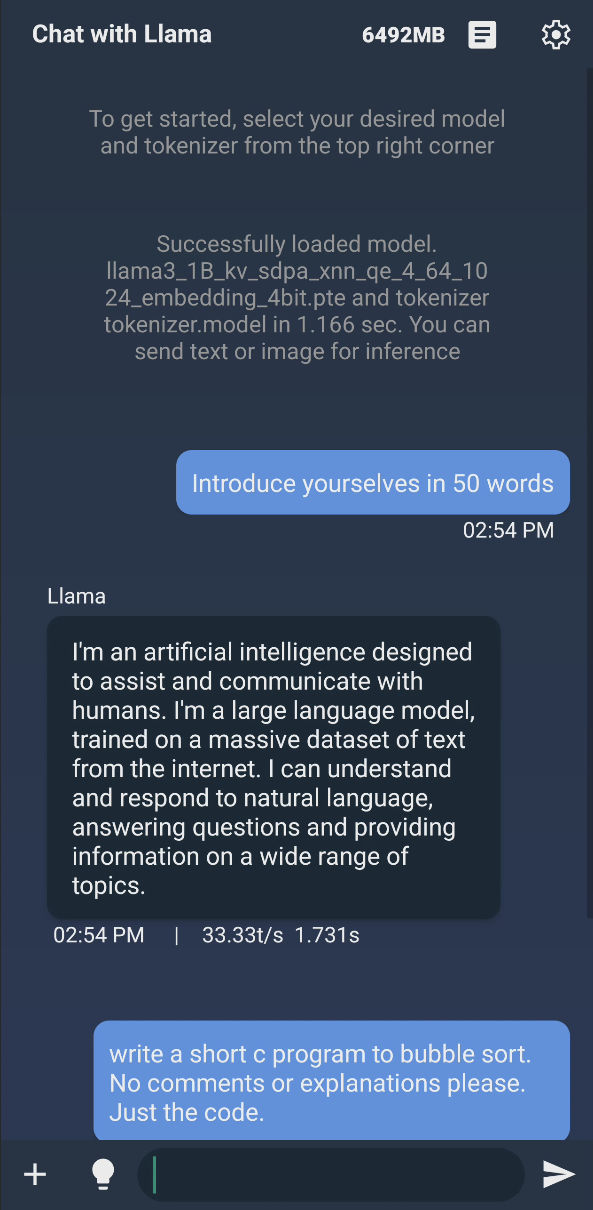 Chat with Llama 6492MB
To get started, select your desired model
and tokenizer from the top right corner
Successfully loaded model.
llama3_1B_kv_sdpa_xnn_qe_4_64_10
24_embedding_4bit.pte and tokenizer
tokenizer.model in 1.166 sec. You can
send text or image for inference
Introduce yourselves in 50 words
02:54 PM
Llama
I'm an artificial intelligence designed
to assist and communicate with
humans. I'm a large language model,
trained on a massive dataset of text
from the internet. I can understand
and respond to natural language,
answering questions and providing
information on a wide range of
topics.
02:54 PM | 33.33t/s 1.731s
write a short c program to bubble sort.
No comments or explanations please.
Just the code.